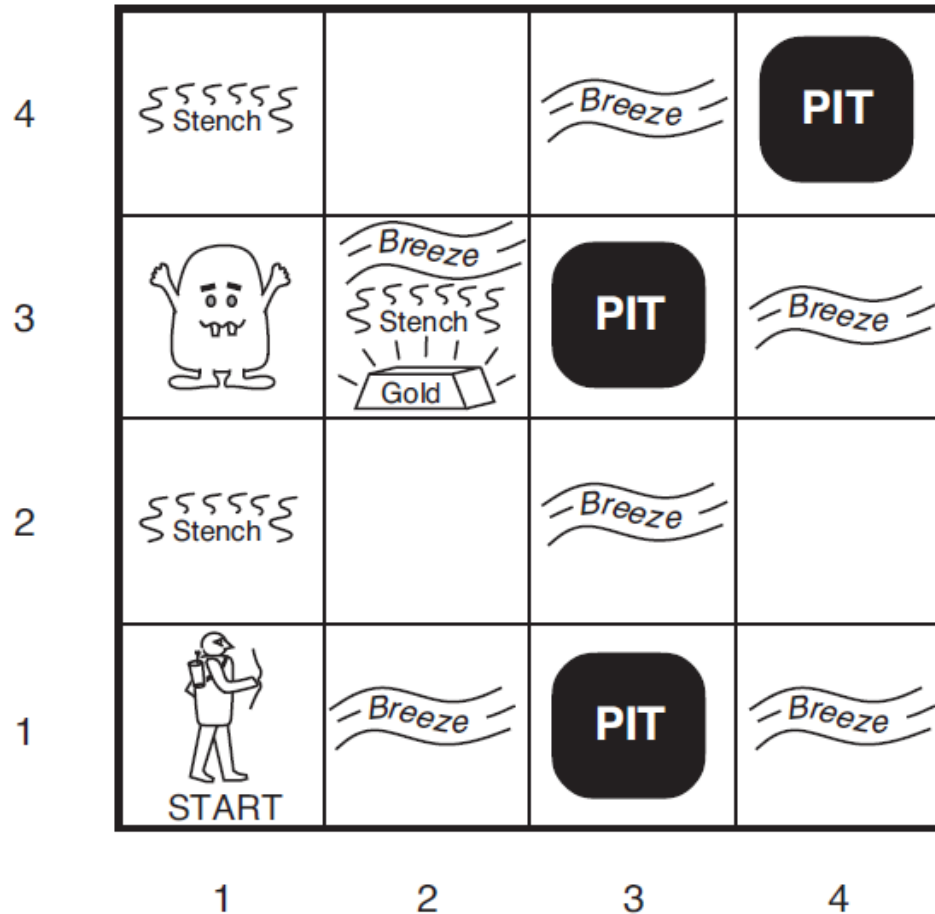 4
Stench
Breeze
PIT
3
Breeze
Stench
Gold
PIT
Breeze
2
Stench
Breeze
1
START
Breeze
PIT
Breeze
1 2 3 4